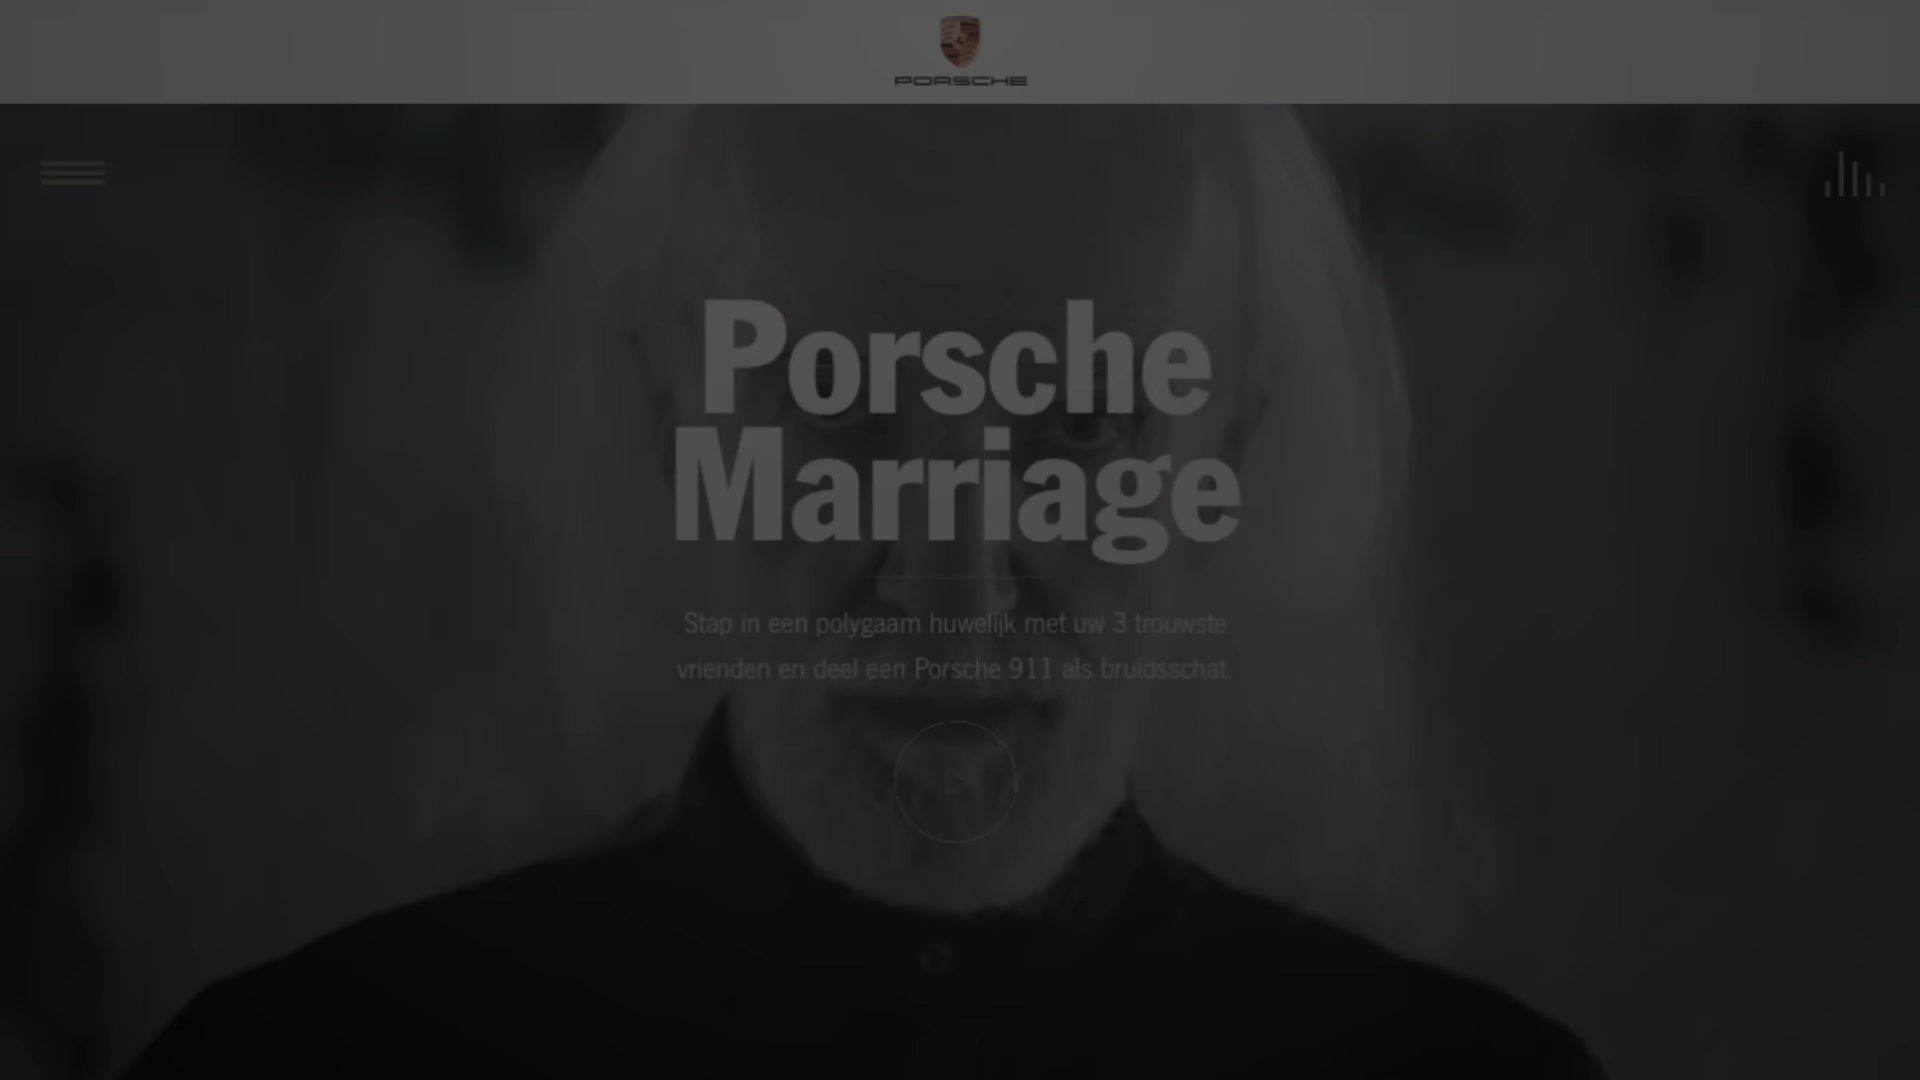 PORSCHE
Porsche
Marriage
Stap in een polygaam huwelijk met uw 3 trouwste
vrienden en deel een Porsche 911 als bruidsschat.